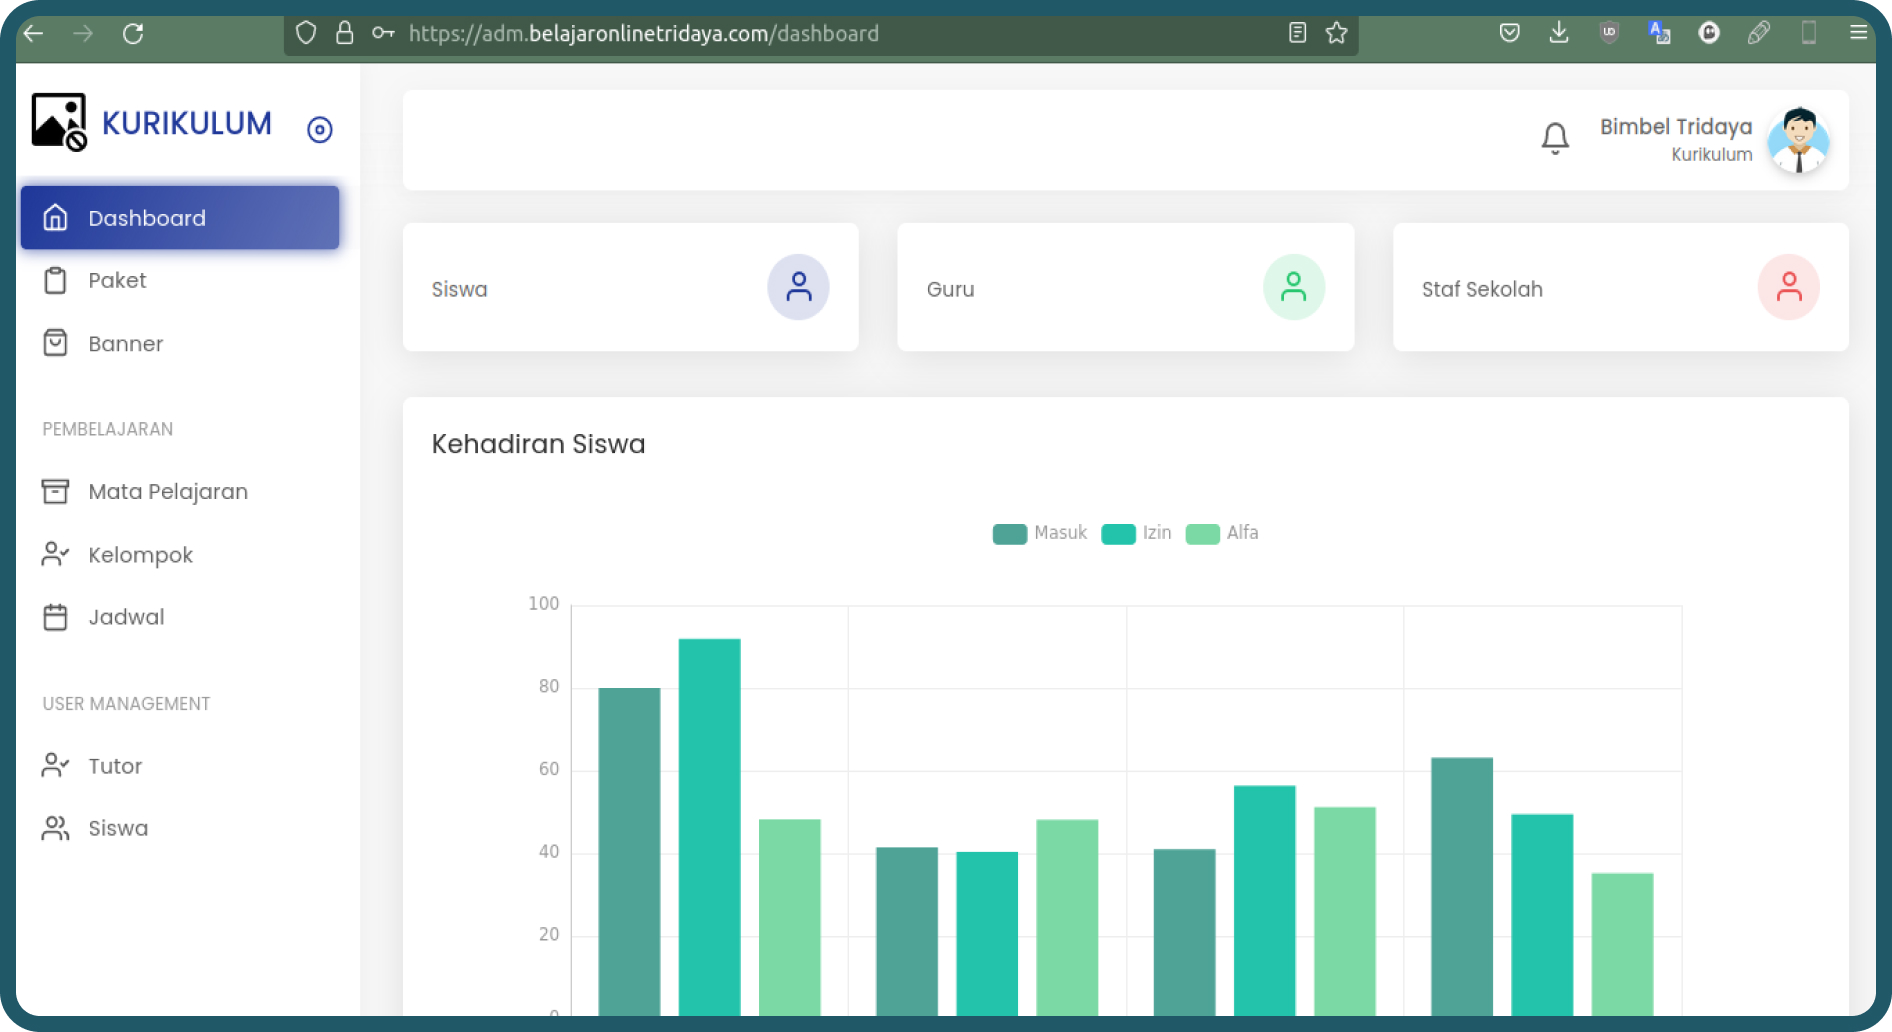 https://adm.belajaronlinetridaya.com/dashboard
KURIKULUM
Bimbel Tridaya
Kurikulum
Dashboard
Paket
Banner
PEMBELAJARAN
Mata Pelajaran
Kelompok
Jadwal
USER MANAGEMENT
Tutor
Siswa
Siswa
Guru
Staf Sekolah
Kehadiran Siswa
Masuk Izin Alfa
100
80
60
40
20
0